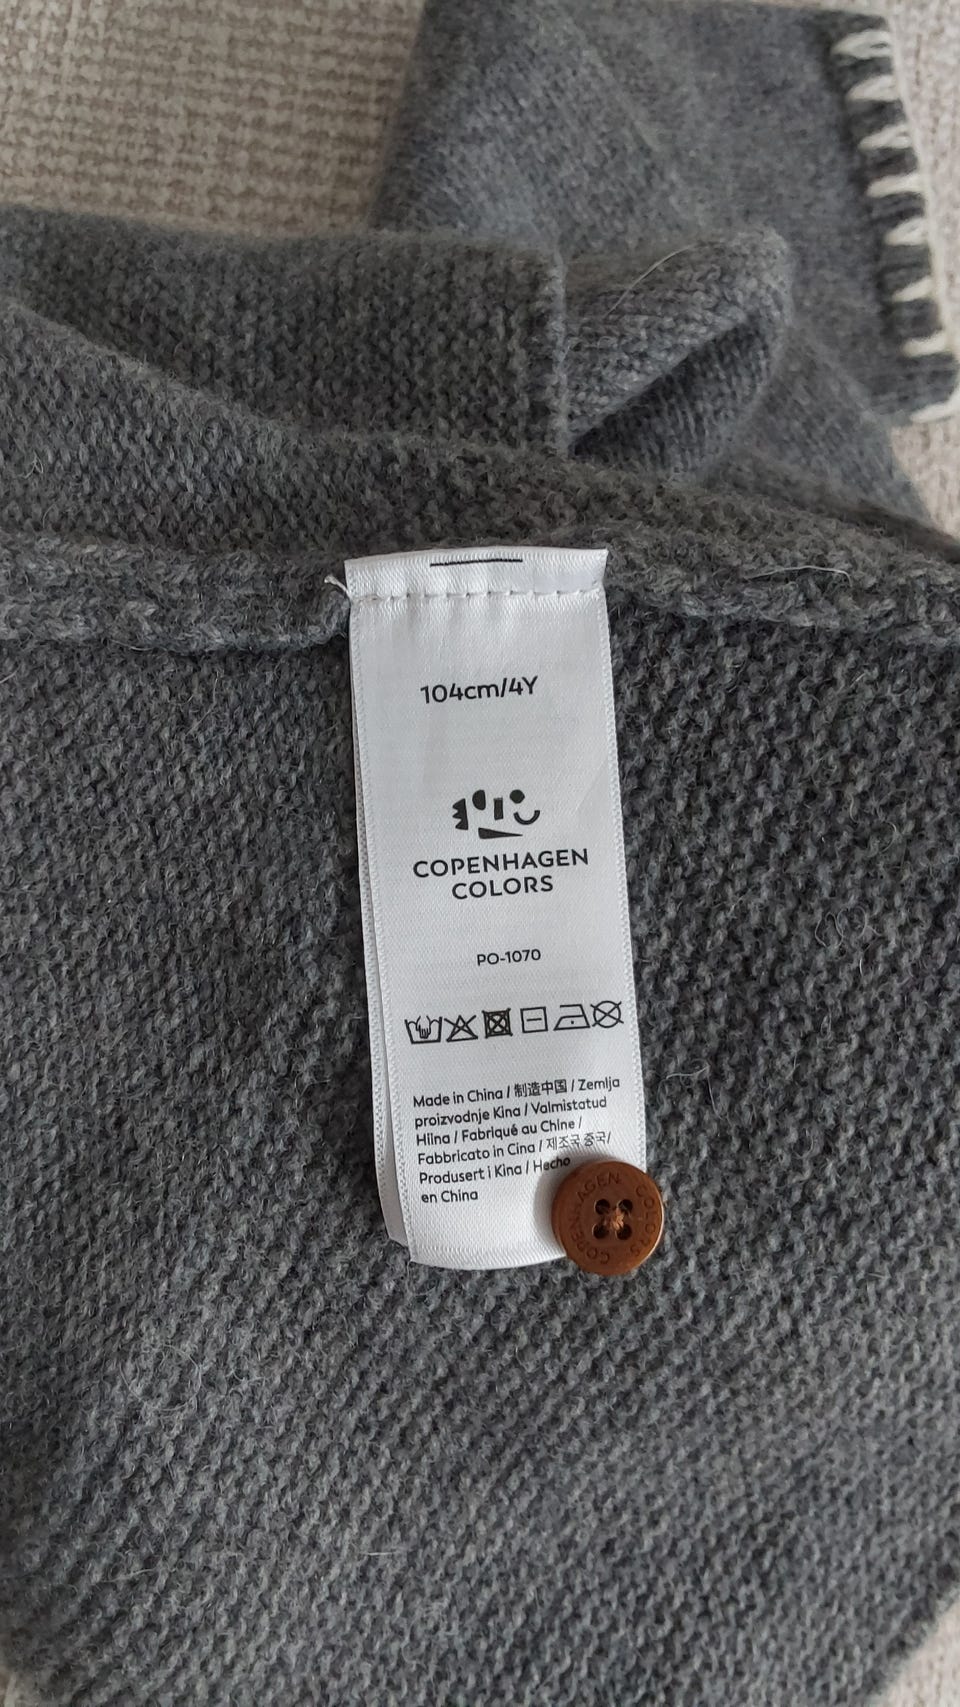 104cm/4Y
COPENHAGEN
COLORS
PO-1070
Made in China / 制造中国 / Zemlja
proizvodnje Kina / Valmistatud
Hiina / Fabriqué au Chine /
Fabbricato in Cina / 제조국 중국/
Produsert i Kina / Hecho
en China
COPENHAGEN COLORS